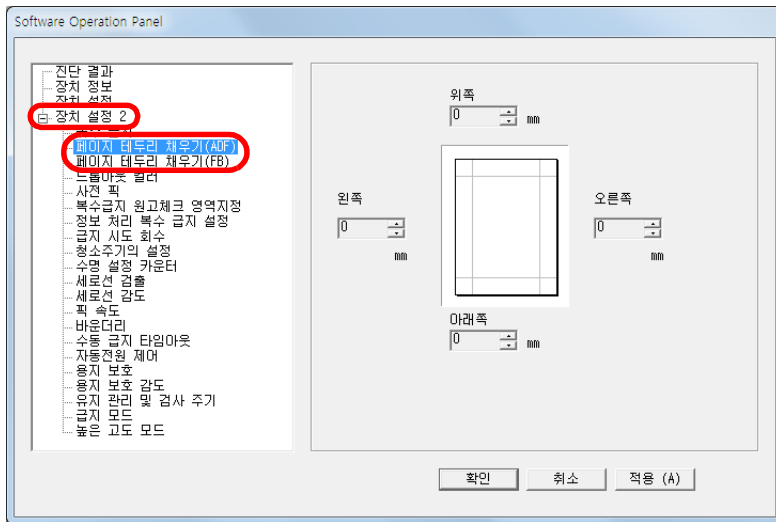 Software Operation Panel
진단 결과
장치 정보
장치 설정
장치 설정 2
페이지 테두리 채우기(ADF)
페이지 테두리 채우기(FB)
드롭아웃 컬러
사전 픽
복수급지 원고체크 영역지정
정보 처리 복수 급지 설정
급지 시도 회수
청소주기의 설정
수명 설정 카운터
세로선 검출
세로선 감도
픽 속도
바운더리
수동 급지 타임아웃
자동전원 제어
용지 보호
용지 보호 감도
유지 관리 및 검사 주기
급지 모드
높은 고도 모드
위쪽
0 mm
왼쪽
0
mm
오른쪽
0
mm
아래쪽
0 mm
확인 취소 적용 (A)